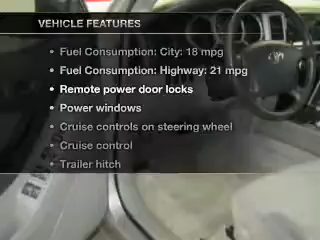 VEHICLE FEATURES
• Fuel Consumption: City: 18 mpg
• Fuel Consumption: Highway: 21 mpg
• Remote power door locks
• Power windows
• Cruise controls on steering wheel
• Cruise control
• Trailer hitch